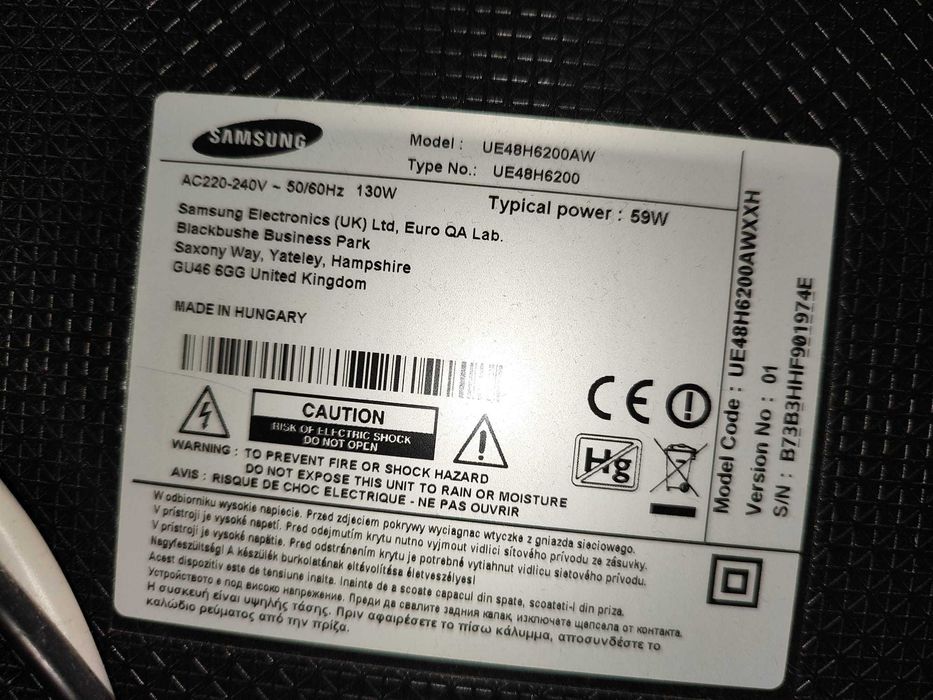 SAMSUNG
Model : UE48H6200AW
Type No.: UE48H6200
AC220-240V ~ 50/60Hz 130W
Typical power : 59W
Samsung Electronics (UK) Ltd, Euro QA Lab.
Blackbushe Business Park
Saxony Way, Yateley, Hampshire
GU46 6GG United Kingdom
MADE IN HUNGARY
CAUTION
RISK OF ELECTRIC SHOCK
DO NOT OPEN
WARNING : TO PREVENT FIRE OR SHOCK HAZARD
DO NOT EXPOSE THIS UNIT TO RAIN OR MOISTURE
AVIS : RISQUE DE CHOC ELECTRIQUE - NE PAS OUVRIR
CE
Hg
W odbiorniku wysokie napiecie. Przed zdjeciem pokrywy wyciagnac wtyczke z gniazda sieciowego.
V prístroji je vysoké napetí. Pred odejmutím krytu nutno vyjmout vidlici sítového prívodu ze zásuvky.
V prístroji je vysoké napätie. Pred odstránením krytu je potrebné vytiahnut vidlicu sietového prívodu.
Nagyfeszültség! A készülék burkolatának eltávolítása életveszélyes!
Acest dispozitiv este de tensiune inalta. Inainte de a scoate capacul din spate, scoateti-l din priza.
Устройството е под високо напрежение. Преди да свалите задния капак, изключете щепсела от контакта.
Η συσκευή είναι υψηλής τάσης. Πριν αφαιρέσετε το πίσω κάλυμμα, αποσυνδέστε το
καλώδιο ρεύματος από την πρίζα.
Model Code : UE48H6200AWXXH
Version No : 01
S/N : B73B3HHF901974E